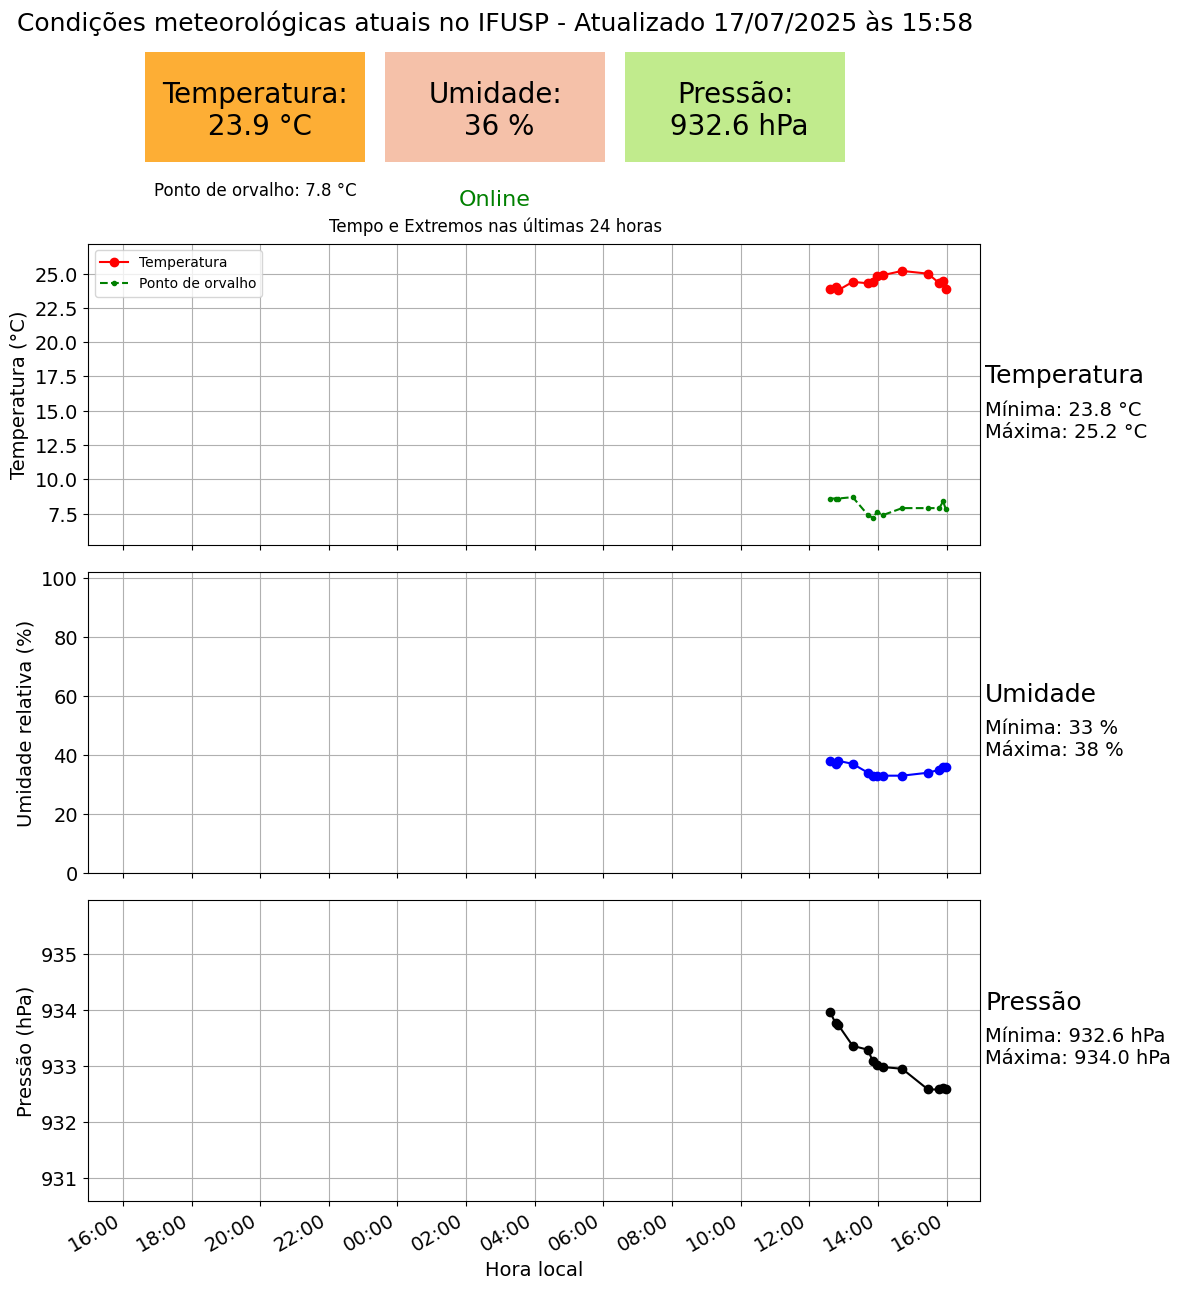 Condições meteorológicas atuais no IFUSP - Atualizado 17/07/2025 às 15:58
Temperatura:
23.9 °C
Umidade:
36 %
Pressão:
932.6 hPa
Ponto de orvalho: 7.8 °C
Online
Tempo e Extremos nas últimas 24 horas
Temperatura
Ponto de orvalho
Temperatura (°C)
25.0
22.5
20.0
17.5
15.0
12.5
10.0
7.5
Temperatura
Mínima: 23.8 °C
Máxima: 25.2 °C
Umidade relativa (%)
100
80
60
40
20
0
Umidade
Mínima: 33 %
Máxima: 38 %
Pressão (hPa)
935
934
933
932
931
Pressão
Mínima: 932.6 hPa
Máxima: 934.0 hPa
16:00 18:00 20:00 22:00 00:00 02:00 04:00 06:00 08:00 10:00 12:00 14:00 16:00
Hora local